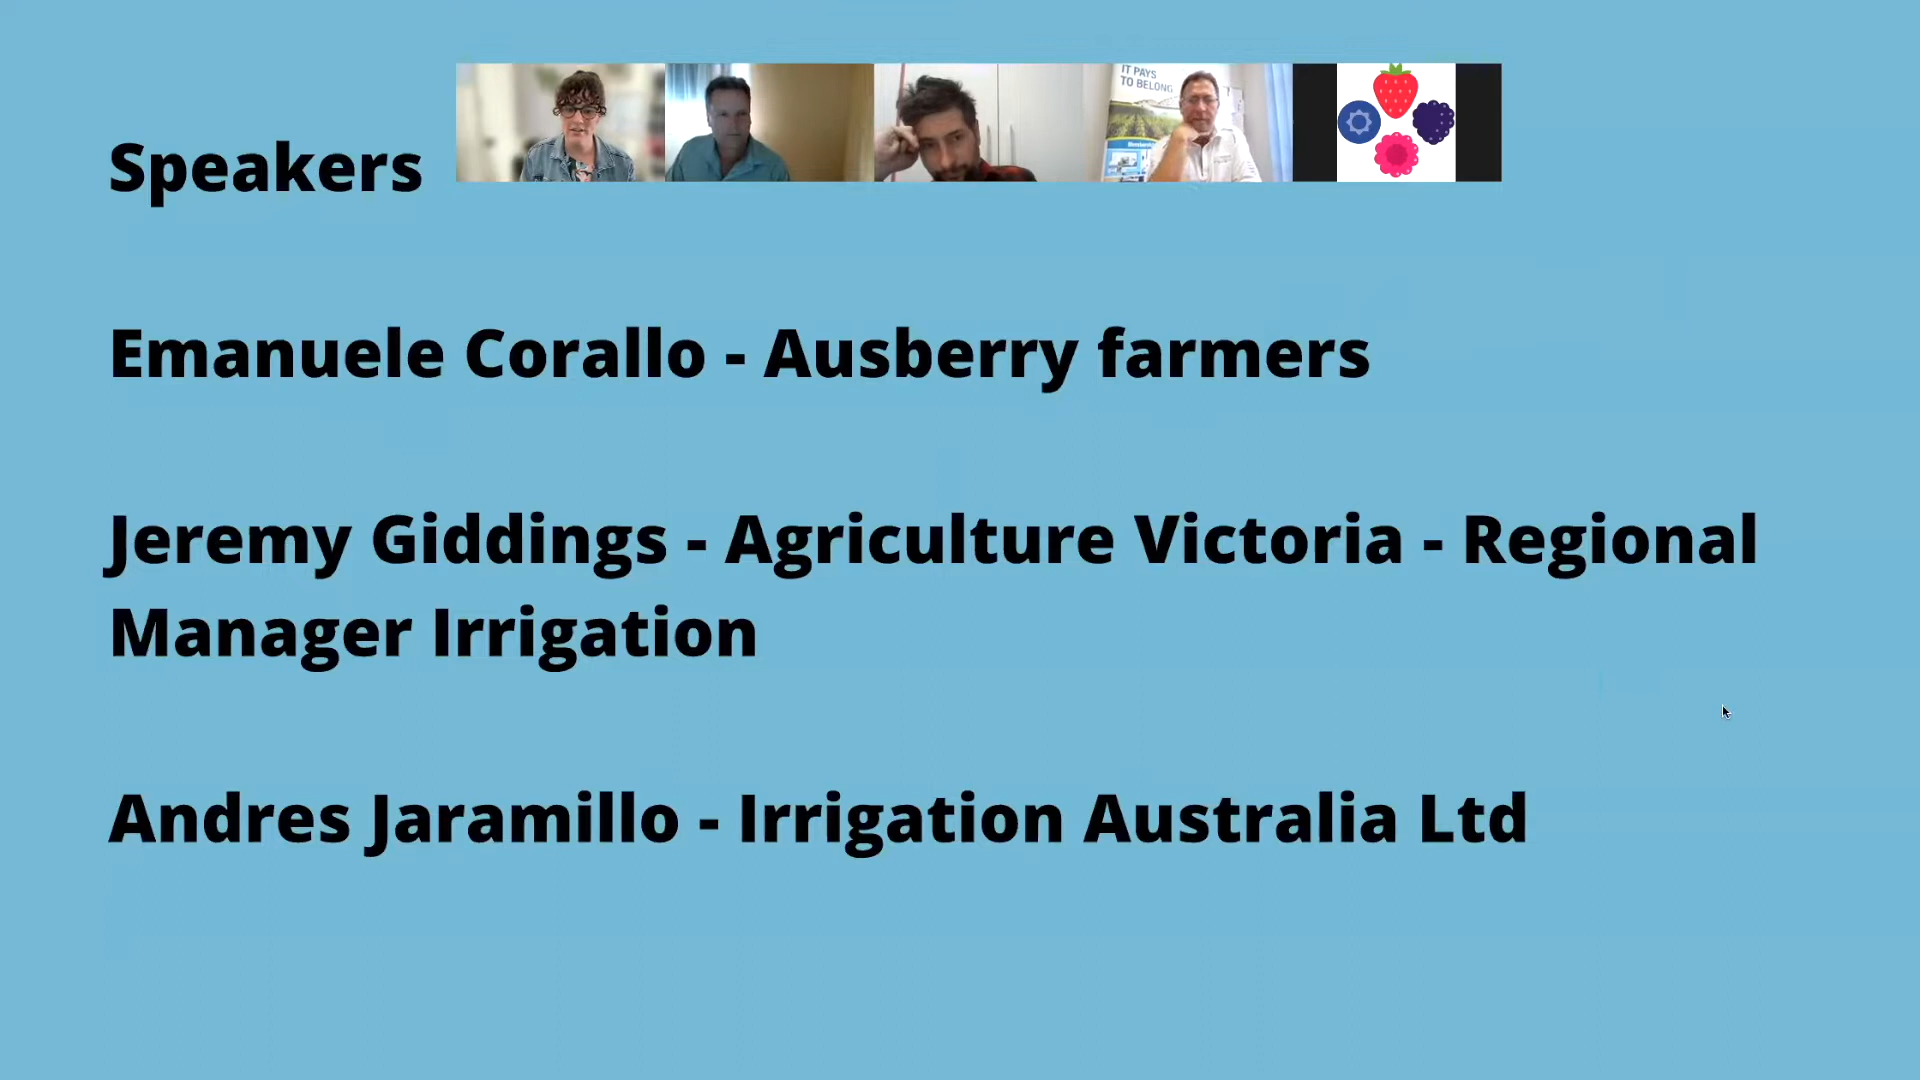 IT PAYS
TO BELONG
Speakers
Emanuele Corallo - Ausberry farmers
Jeremy Giddings - Agriculture Victoria - Regional
Manager Irrigation
Andres Jaramillo - Irrigation Australia Ltd